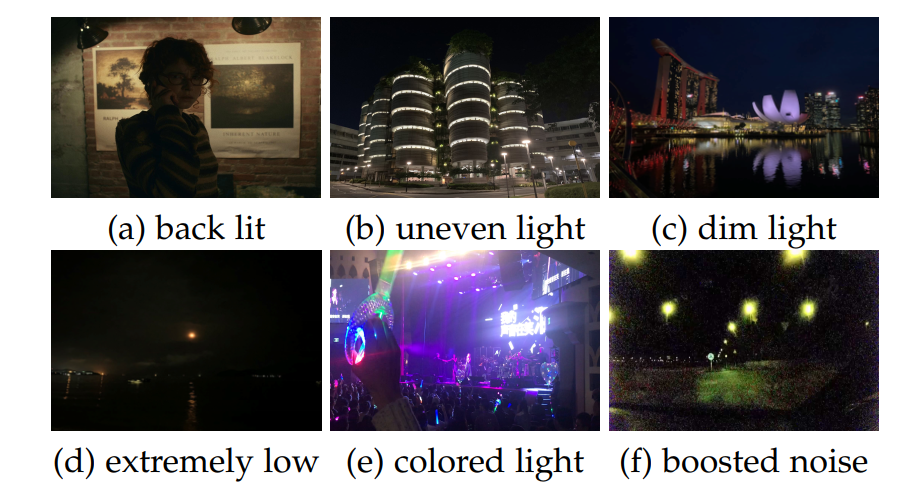 (a) back lit
(b) uneven light
(c) dim light
(d) extremely low
(e) colored light
(f) boosted noise